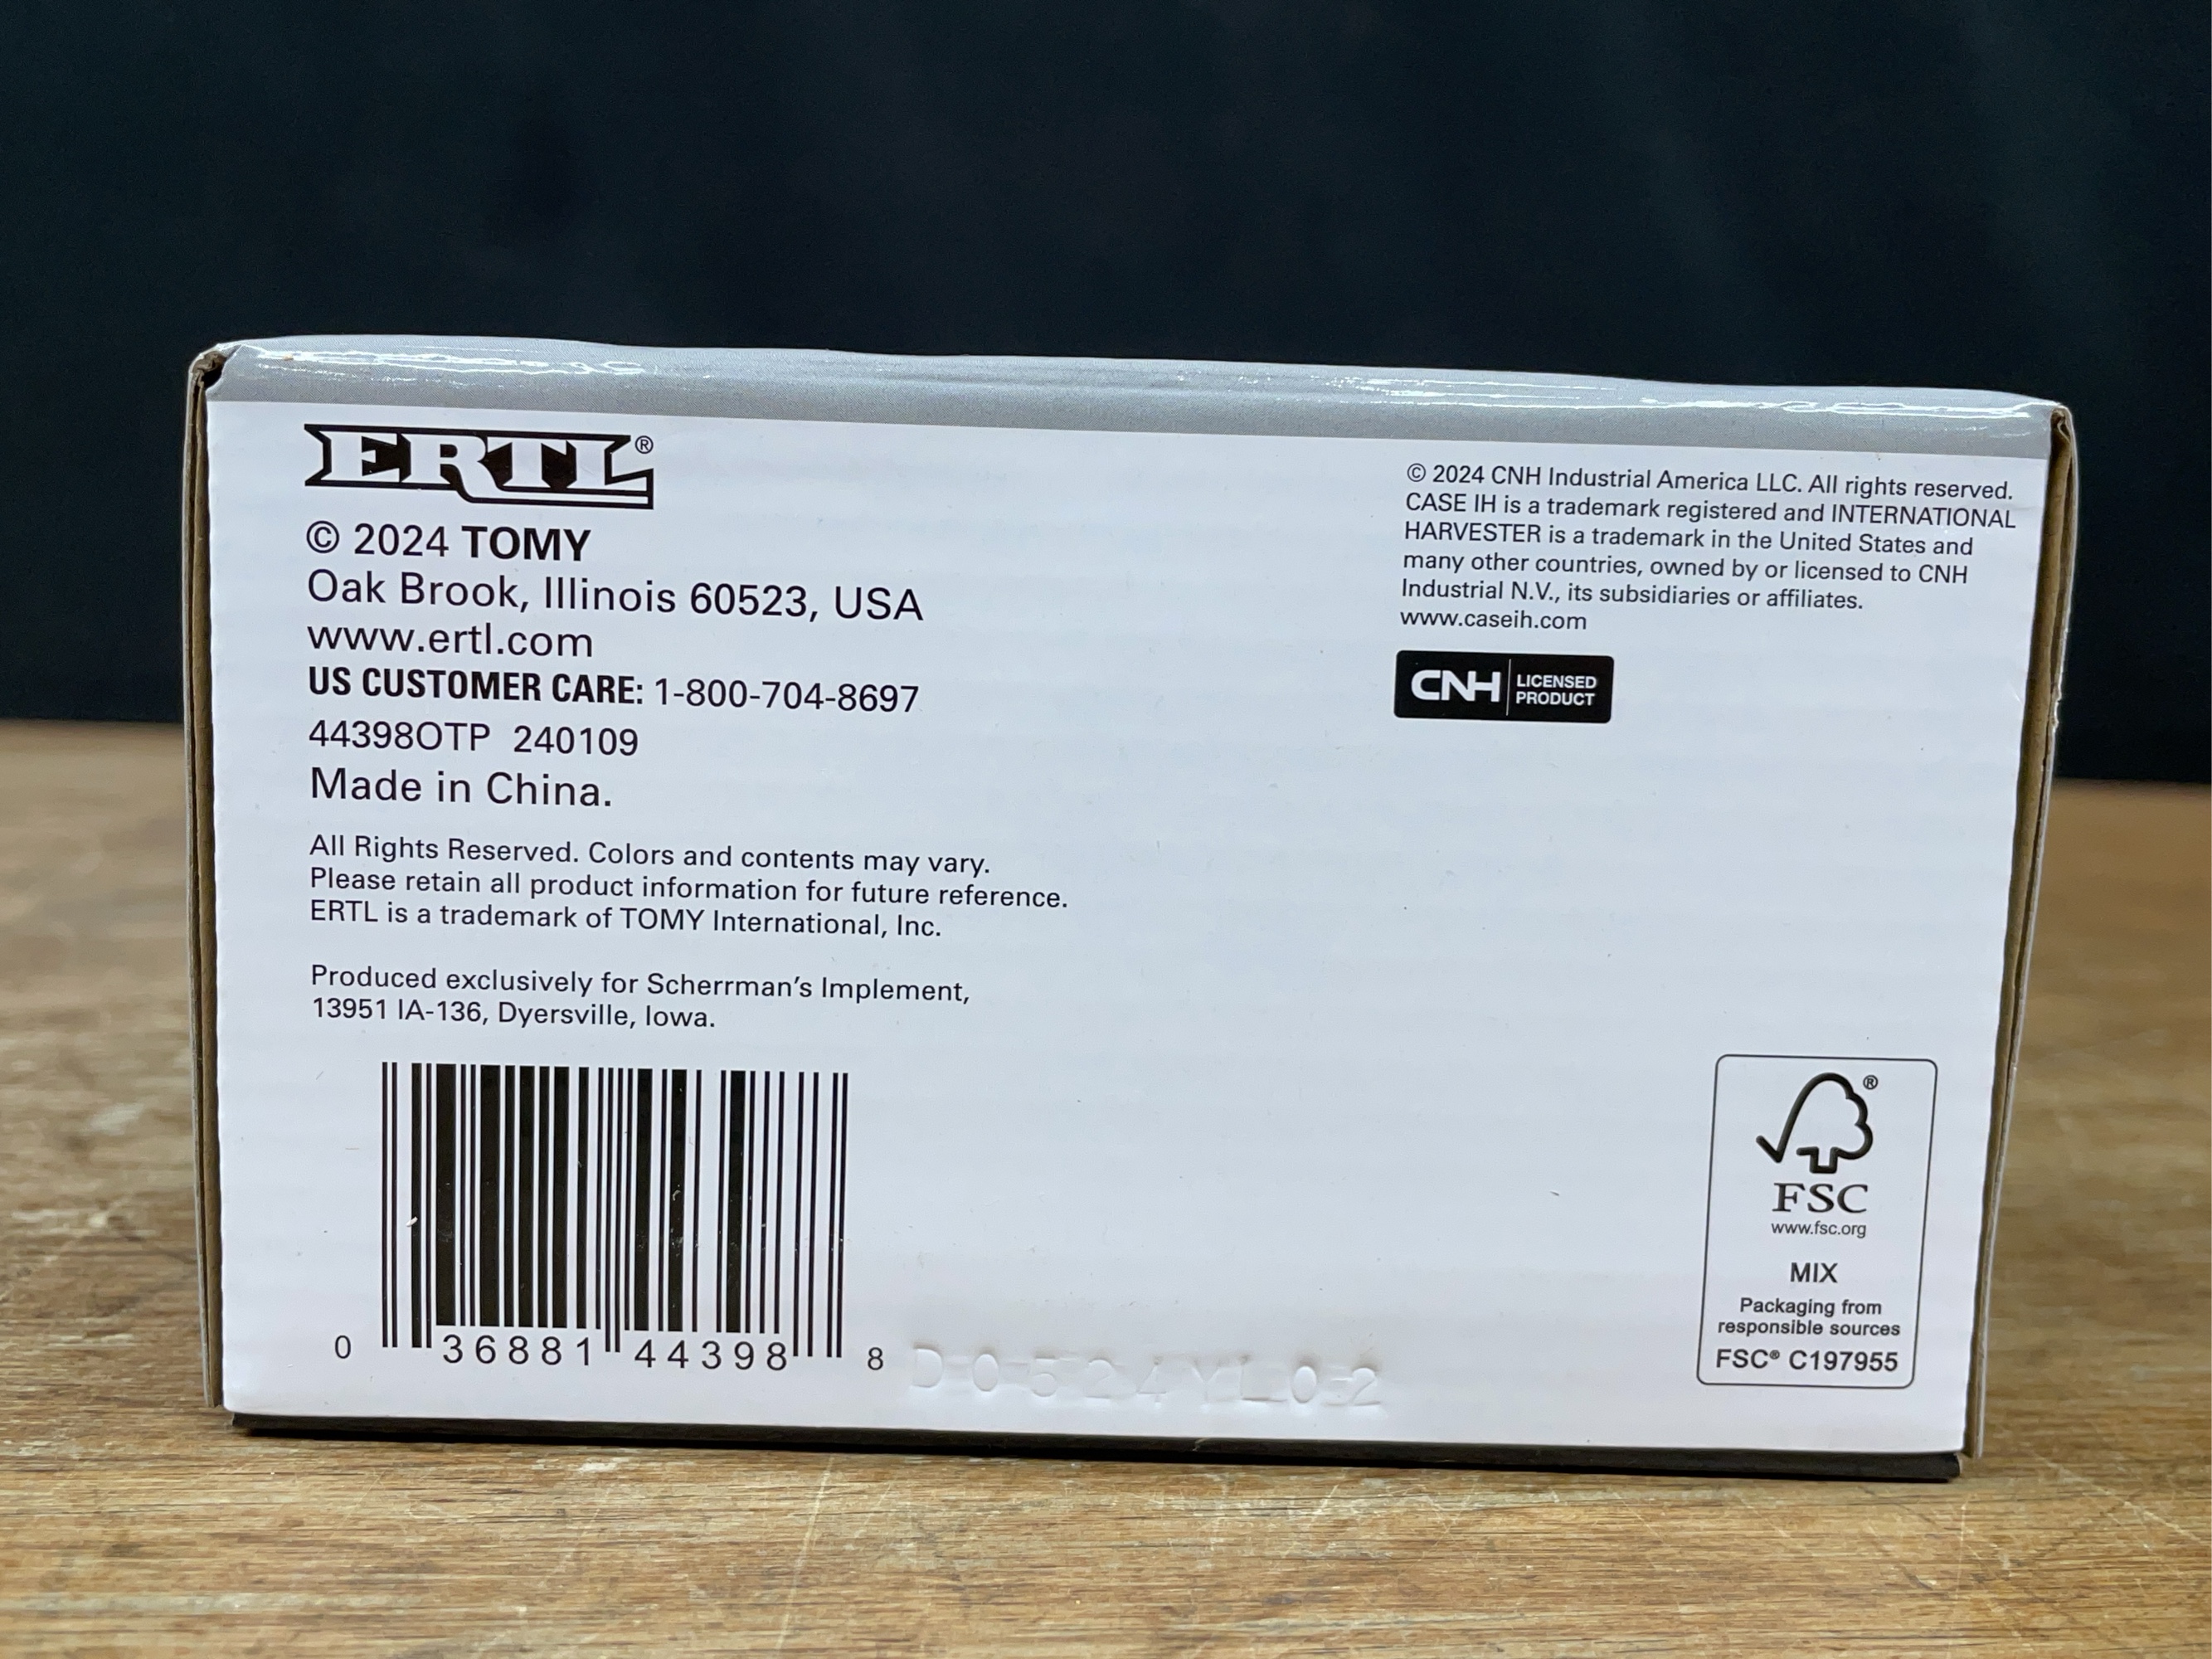 ERTL®
© 2024 TOMY
Oak Brook, Illinois 60523, USA
www.ertl.com
US CUSTOMER CARE: 1-800-704-8697
44398OTP 240109
Made in China.
All Rights Reserved. Colors and contents may vary.
Please retain all product information for future reference.
ERTL is a trademark of TOMY International, Inc.
Produced exclusively for Scherrman's Implement,
13951 IA-136, Dyersville, Iowa.
0 36881 44398 8
D0524YL02
© 2024 CNH Industrial America LLC. All rights reserved.
CASE IH is a trademark registered and INTERNATIONAL
HARVESTER is a trademark in the United States and
many other countries, owned by or licensed to CNH
Industrial N.V., its subsidiaries or affiliates.
www.caseih.com
CNH LICENSED
PRODUCT
®
FSC
www.fsc.org
MIX
Packaging from
responsible sources
FSC® C197955